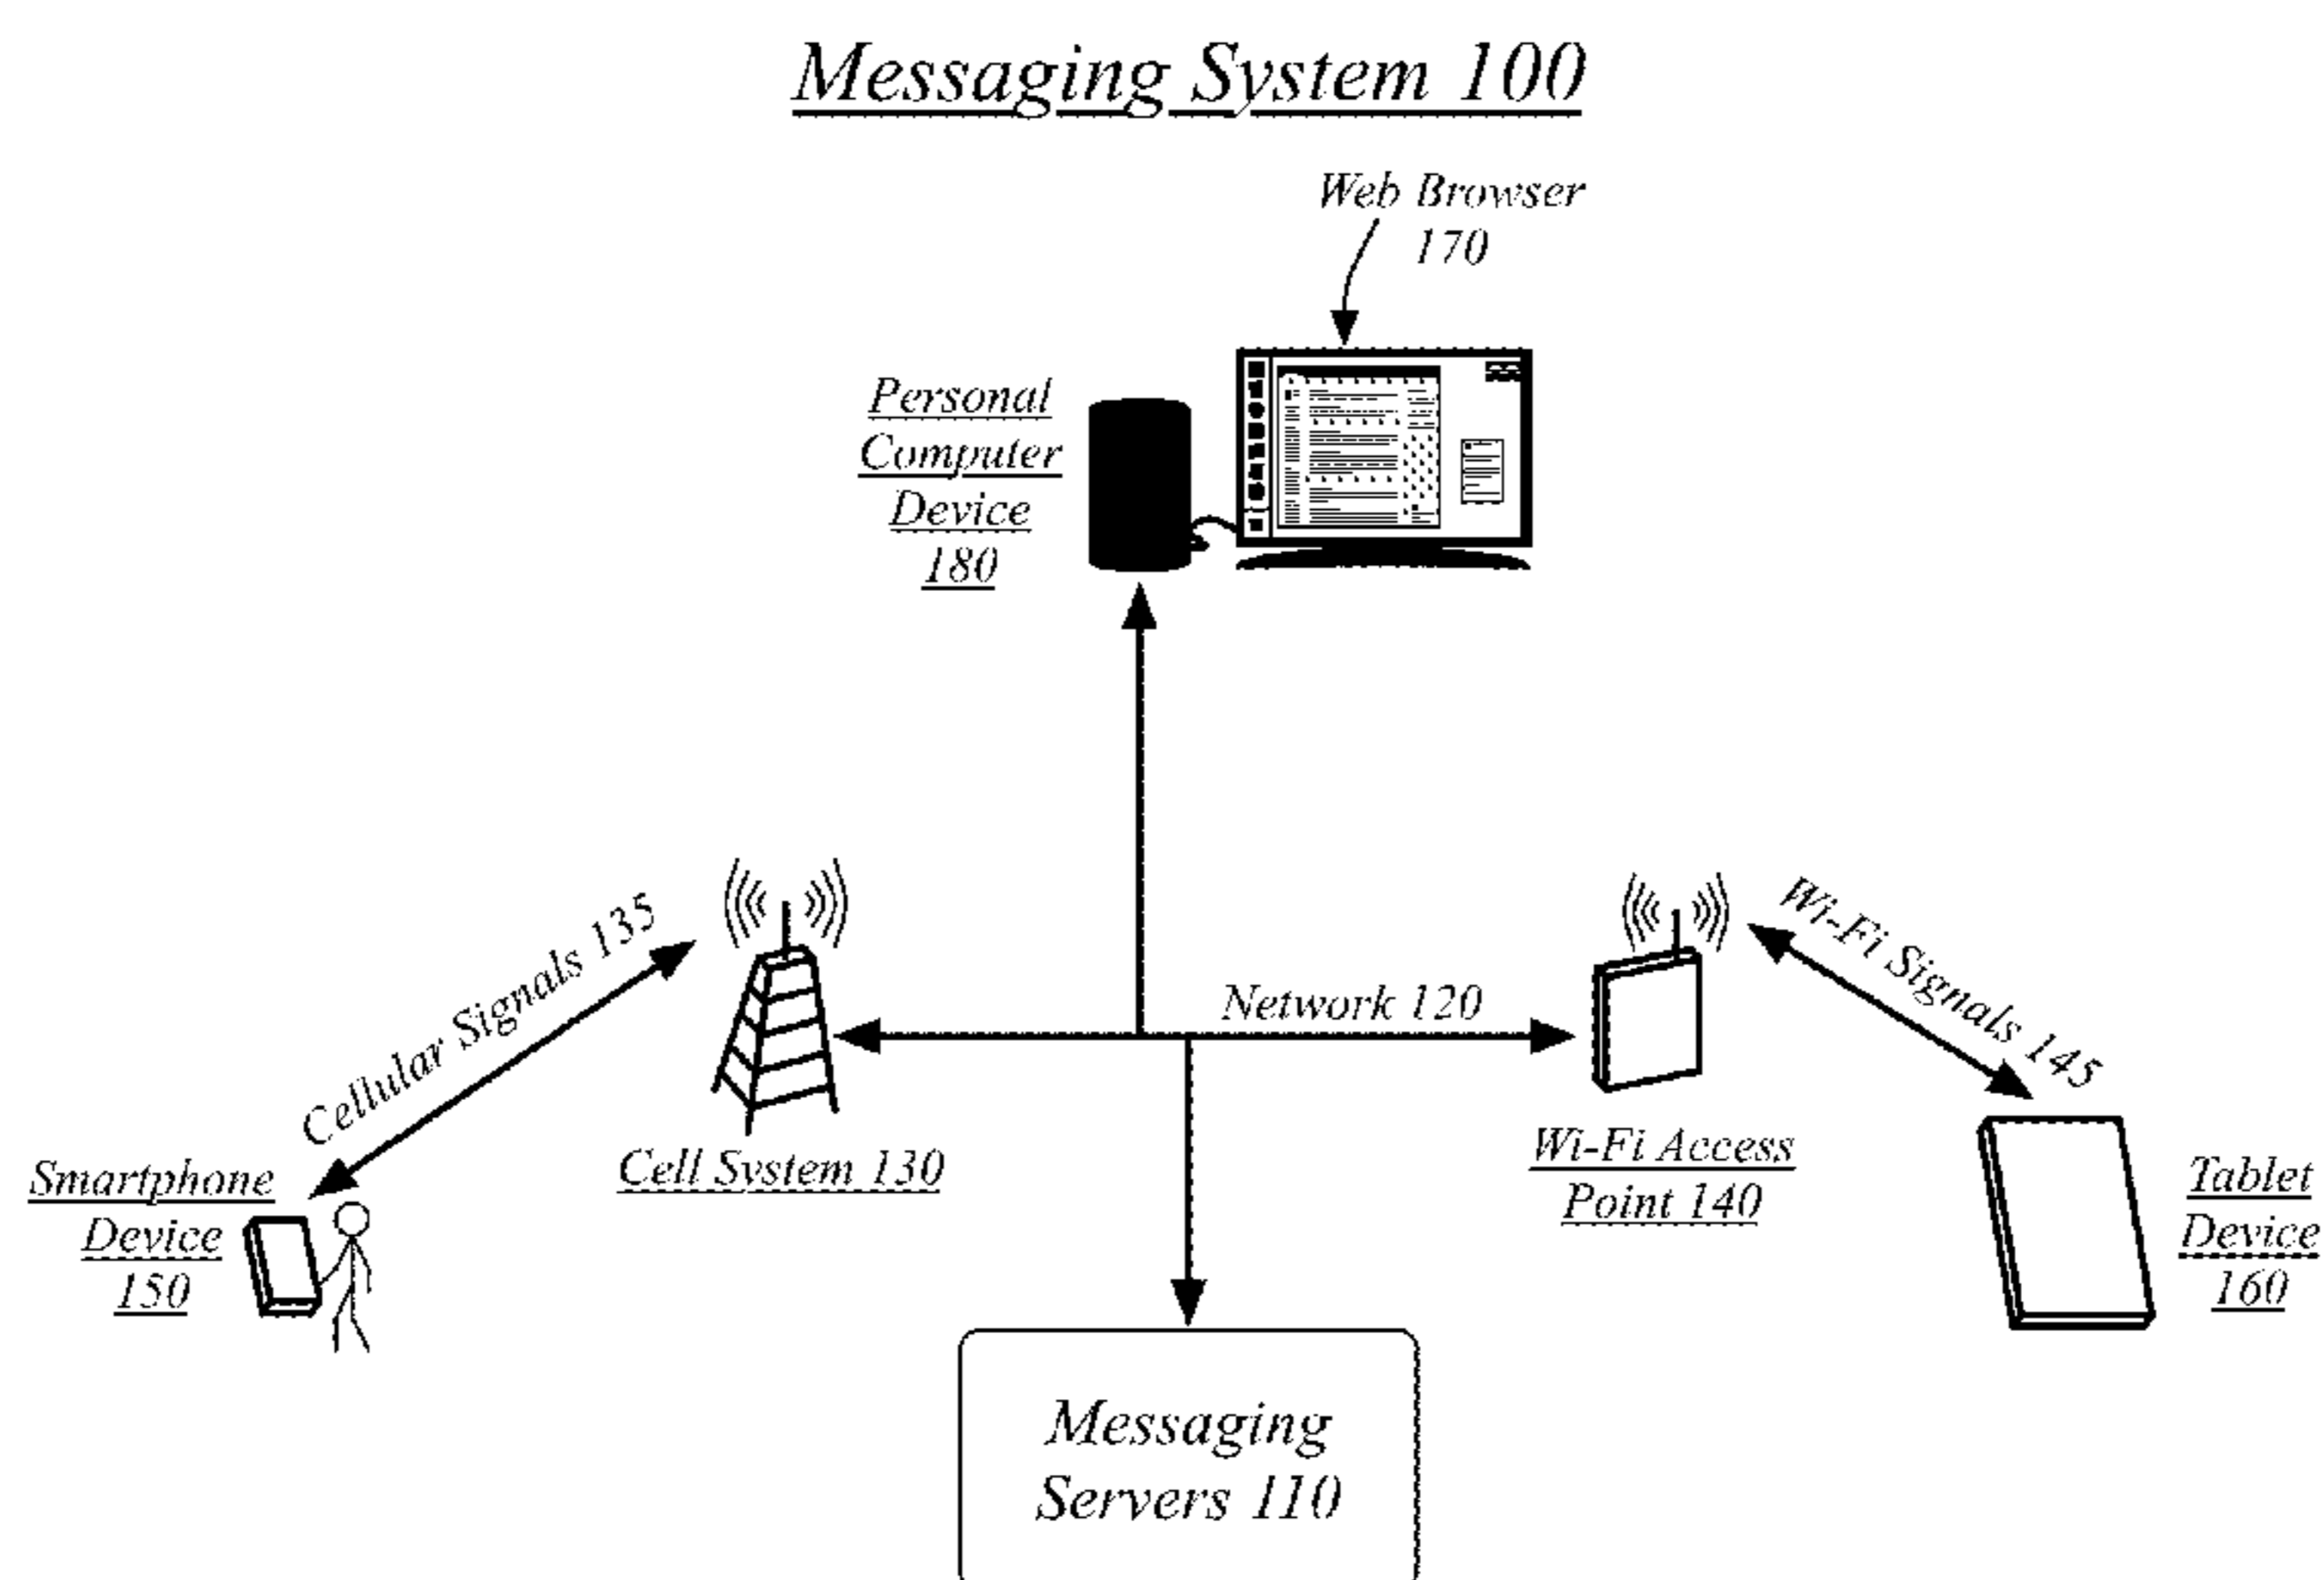 Messaging System 100
Web Browser
170
Personal
Computer
Device
180
Cellular Signals 135
Network 120
Wi-Fi Signals 145
Smartphone
Device
150
Cell System 130
Wi-Fi Access
Point 140
Tablet
Device
160
Messaging
Servers 110